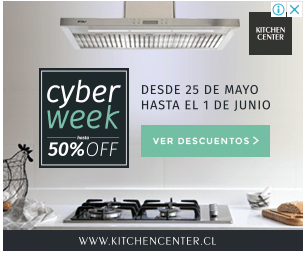 KITCHEN
CENTER
cyber
week
hasta
50%OFF
DESDE 25 DE MAYO
HASTA EL 1 DE JUNIO
VER DESCUENTOS >
WWW.KITCHENCENTER.CL